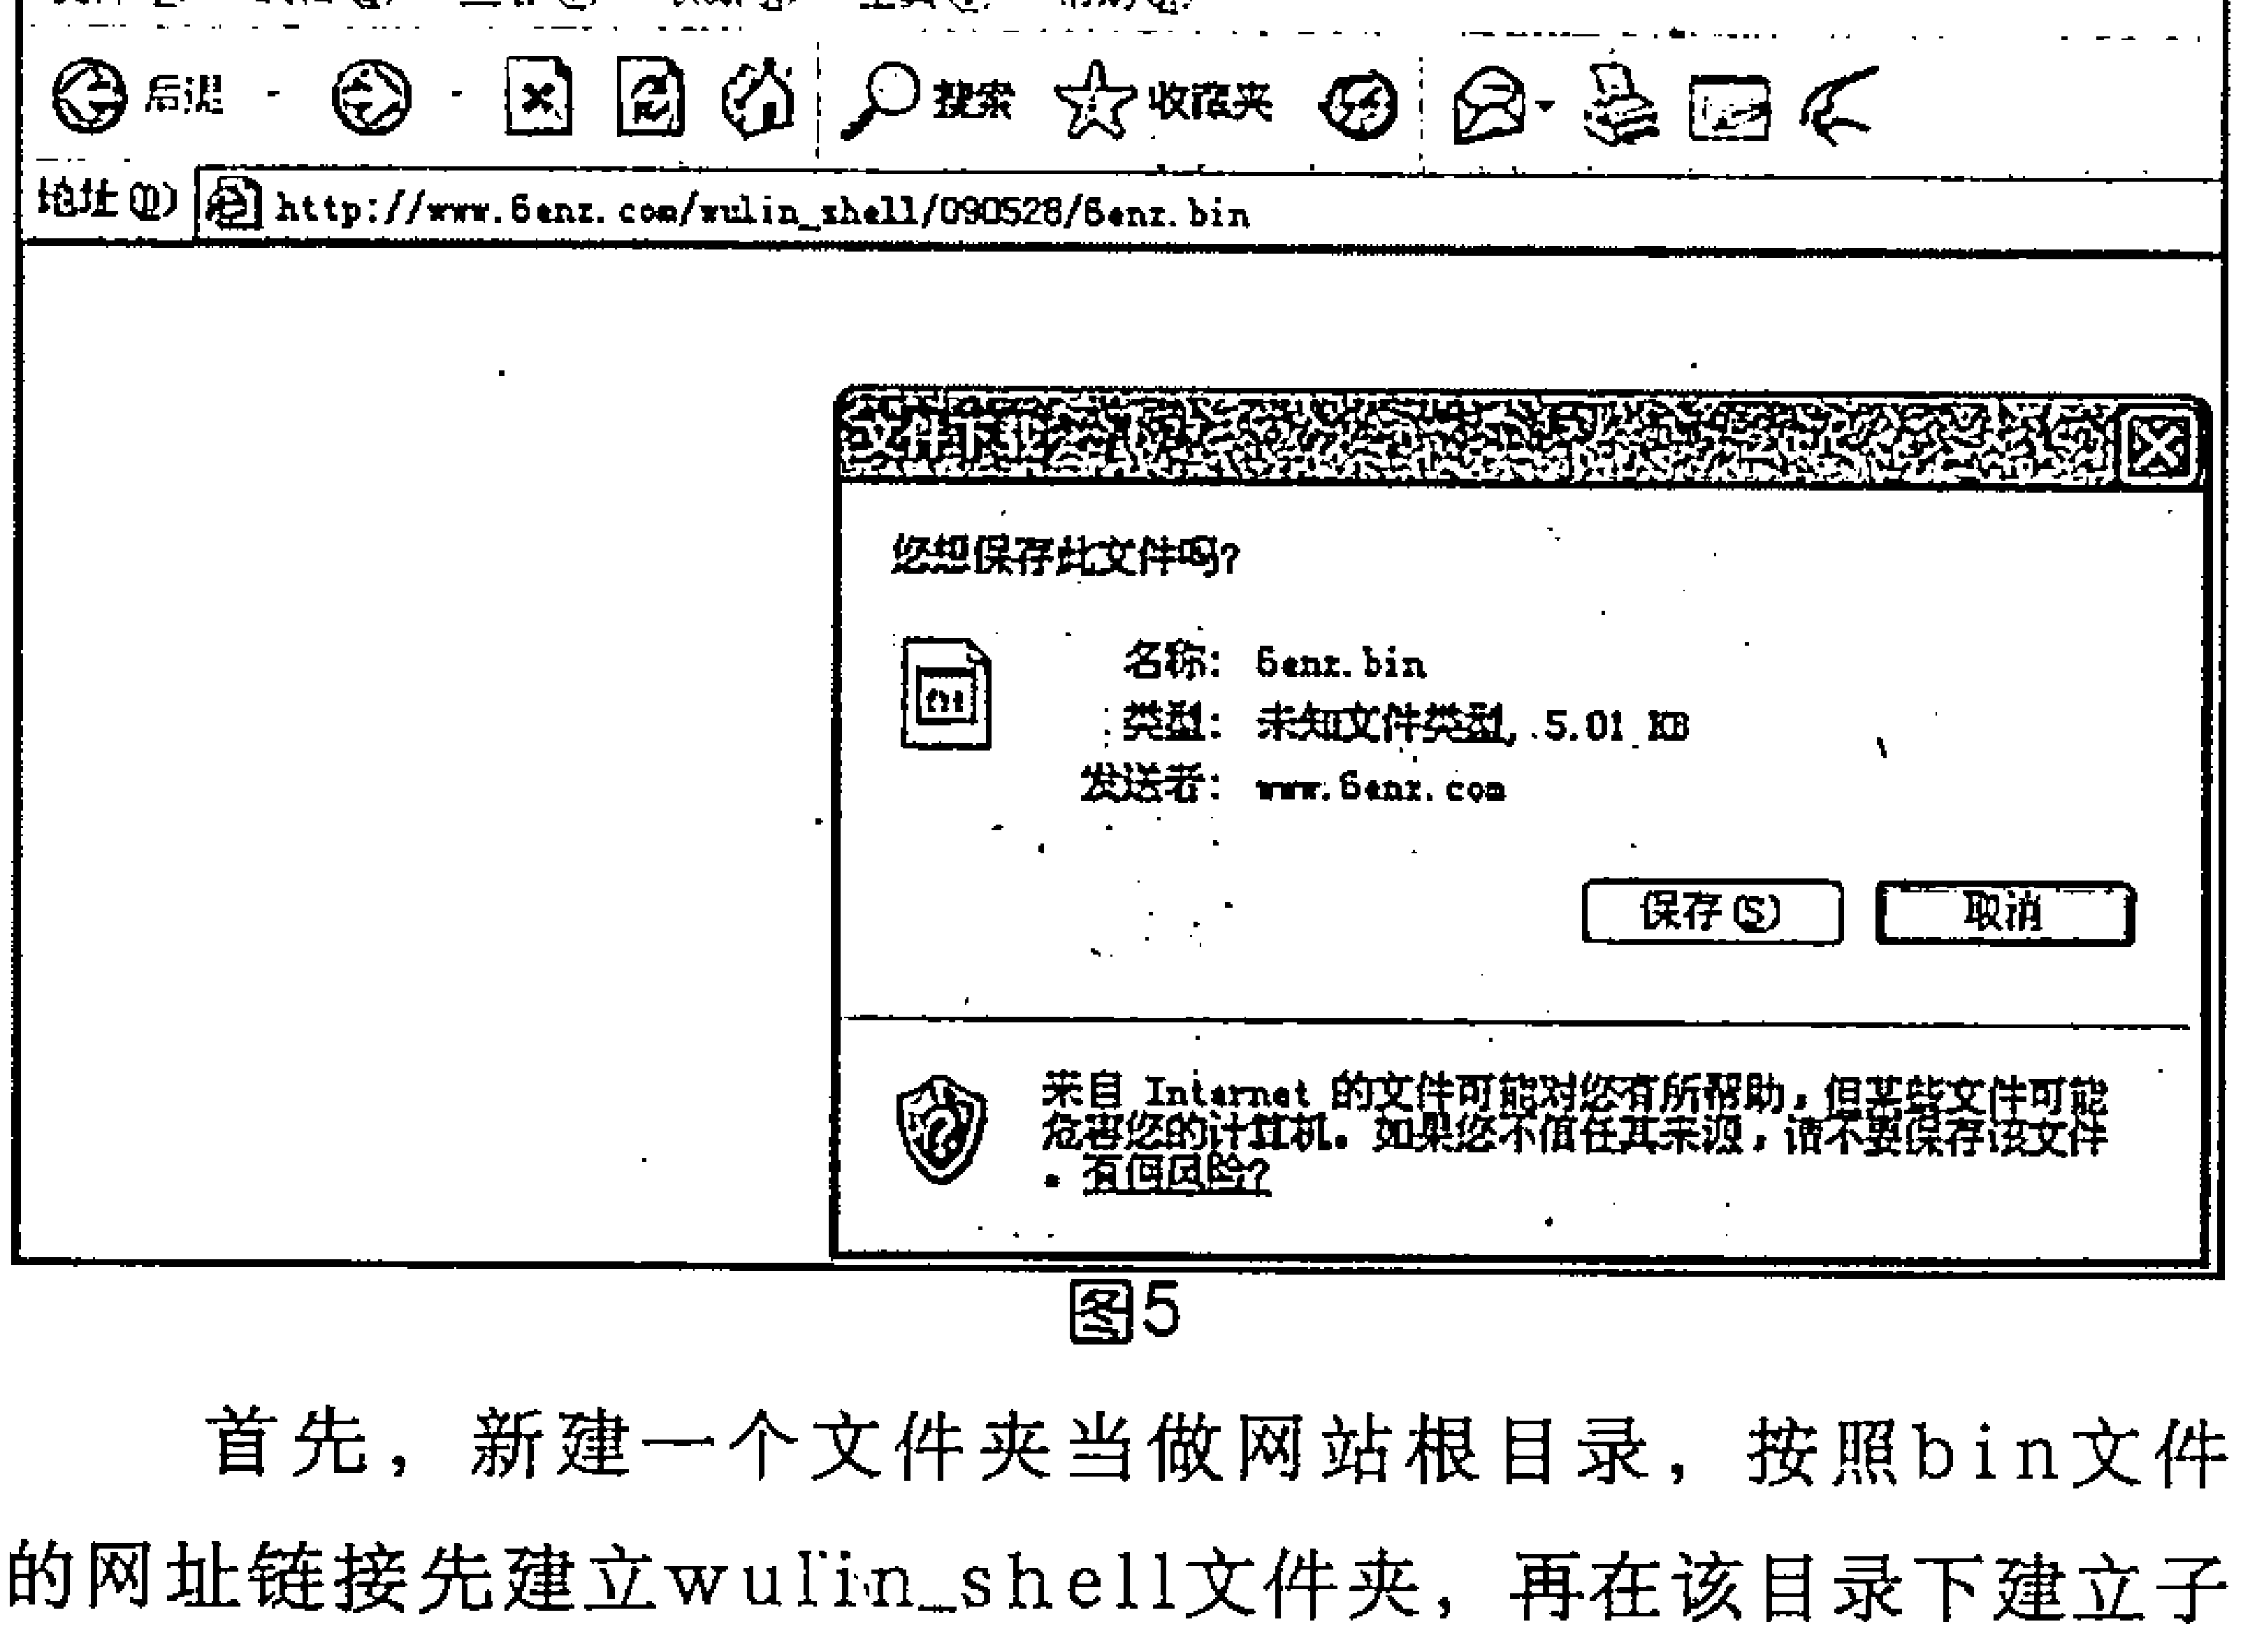 后退
搜索
收藏夹
地址(D)
http://www.6enz.com/wulin_shell/090528/6enz.bin
文件下载
您想保存此文件吗?
名称: 6enz.bin
类型: 未知文件类型, 5.01 KB
发送者: www.6enz.com
保存(S)
取消
来自 Internet 的文件可能对您有所帮助,但某些文件可能
危害您的计算机。如果您不信任其来源,请不要保存该文件
。有何风险?
图5
首先，新建一个文件夹当做网站根目录，按照bin文件
的网址链接先建立wulin_shell文件夹，再在该目录下建立子